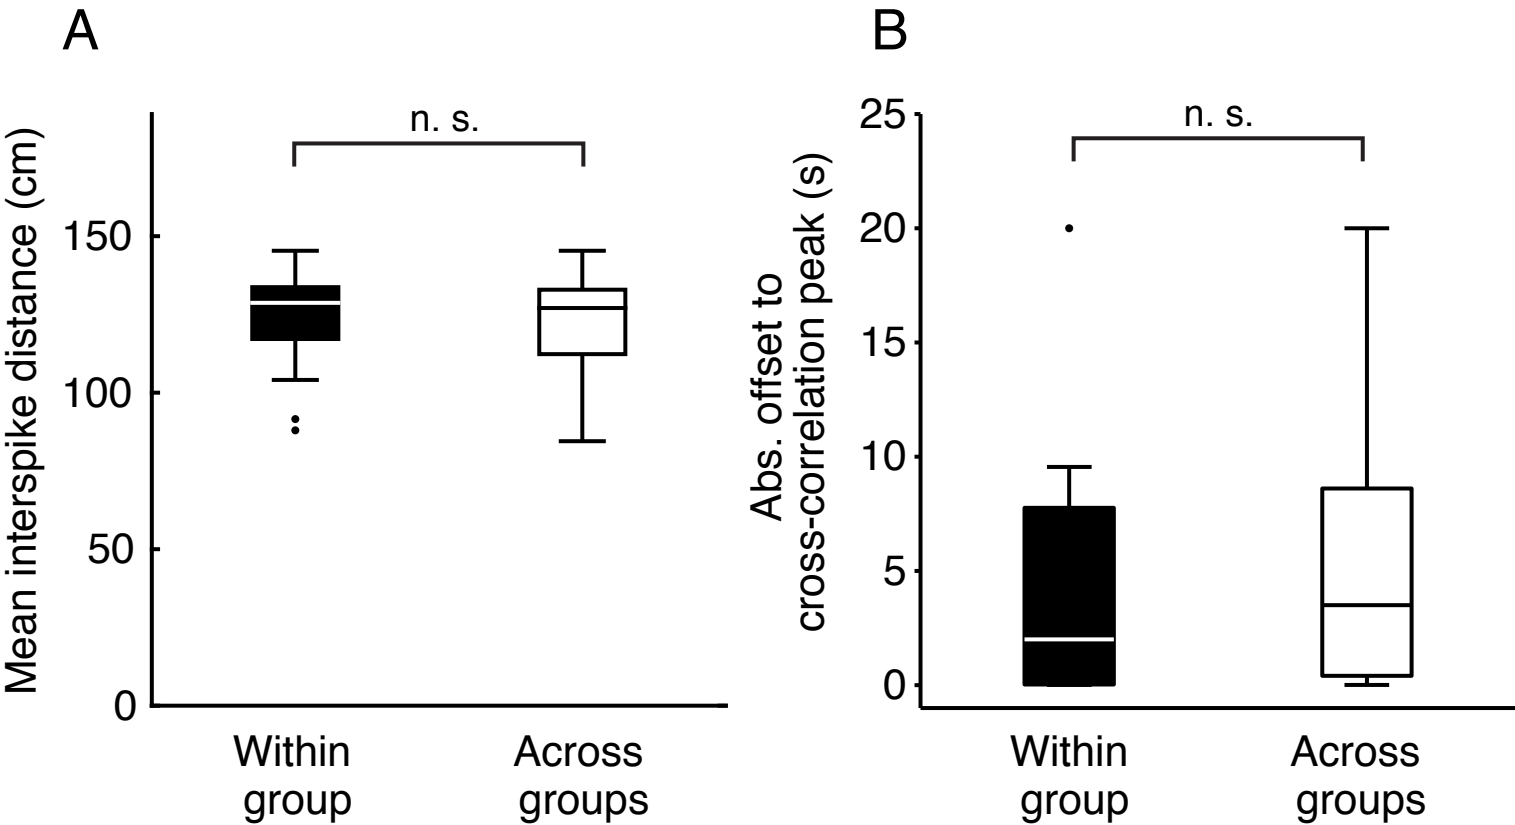 A
n. s.
Mean interspike distance (cm)
150
100
50
0
Within
group
Across
groups
B
n. s.
Abs. offset to
cross-correlation peak (s)
25
20
15
10
5
0
Within
group
Across
groups